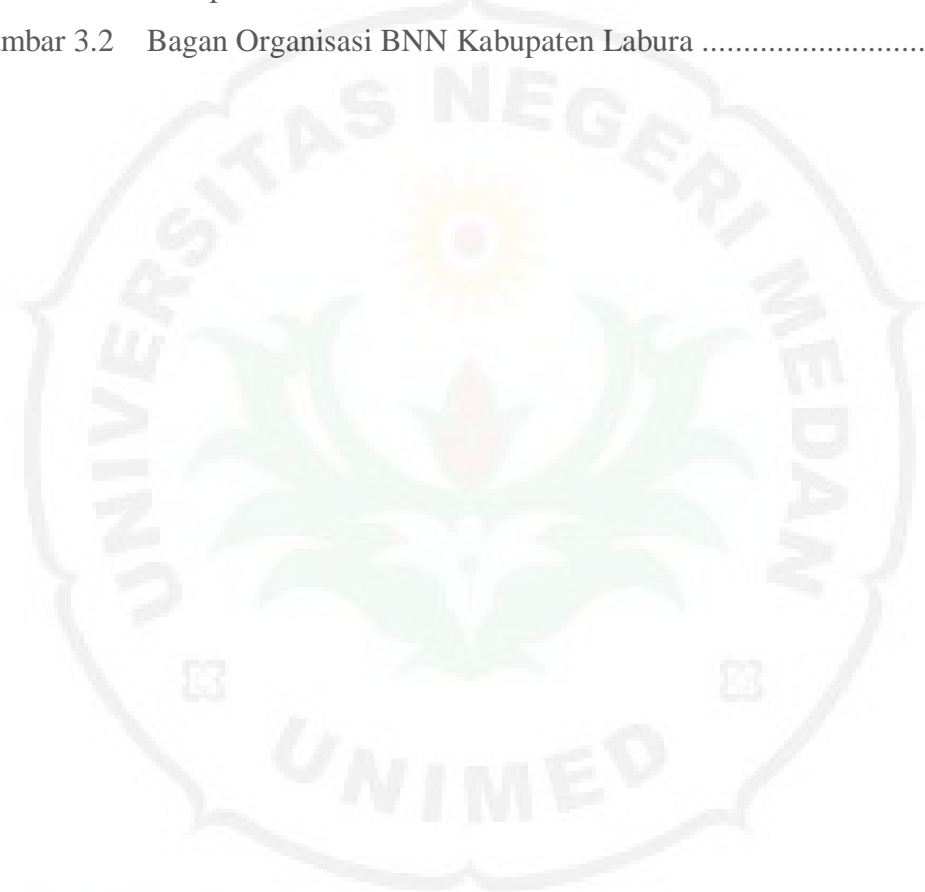 mbar 3.2 Bagan Organisasi BNN Kabupaten Labura ...........................
UNIVERSITAS NEGERI MEDAN
UNIMED